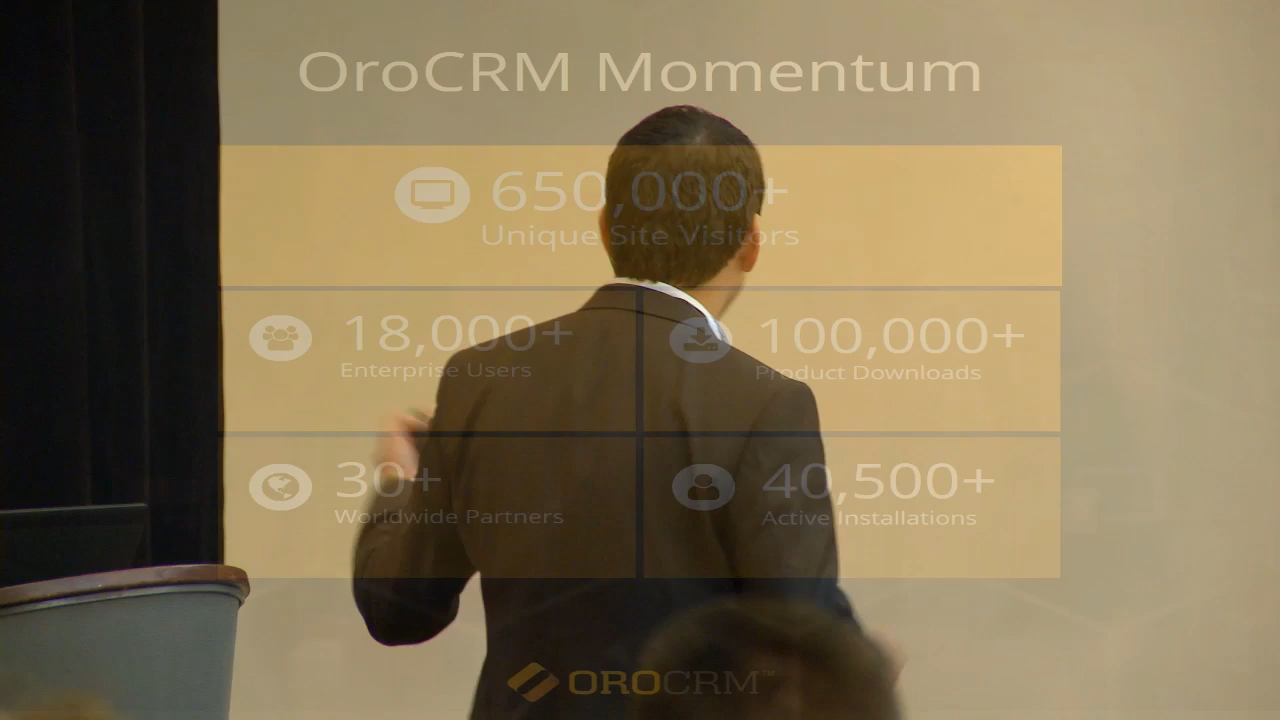 OroCRM Momentum
650,000+
Unique Site Visitors
18,000+
Enterprise Users
100,000+
Product Downloads
30+
Worldwide Partners
40,500+
Active Installations
OROCRM™